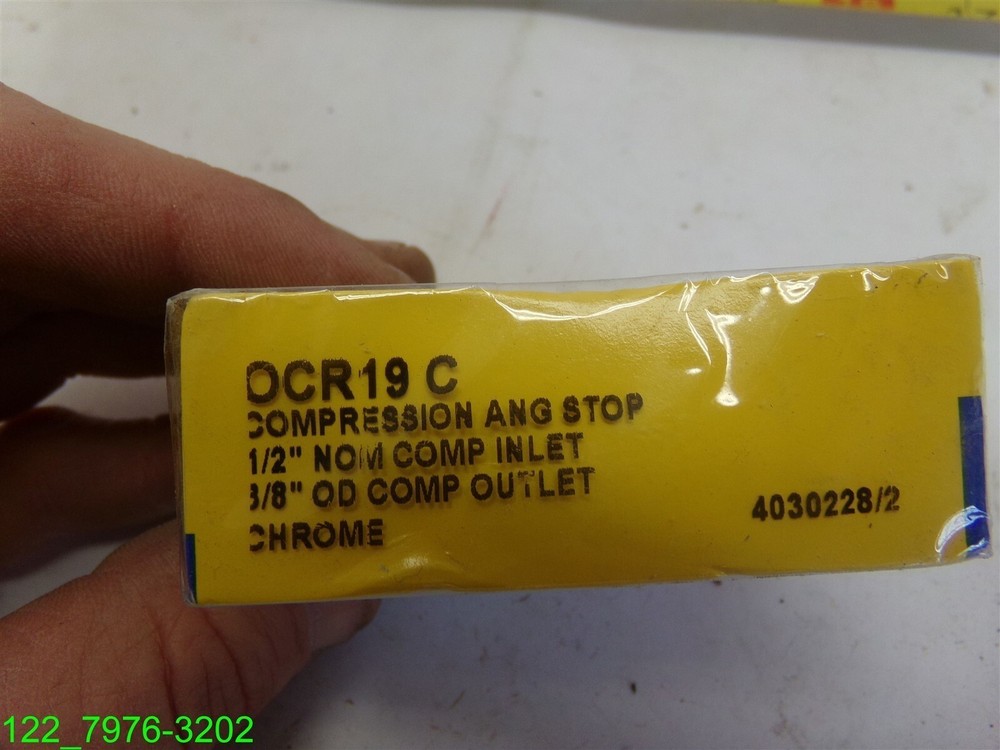 OCR19 C
COMPRESSION ANG STOP
1/2" NOM COMP INLET
3/8" OD COMP OUTLET
CHROME
4030228/2
122_7976-3202